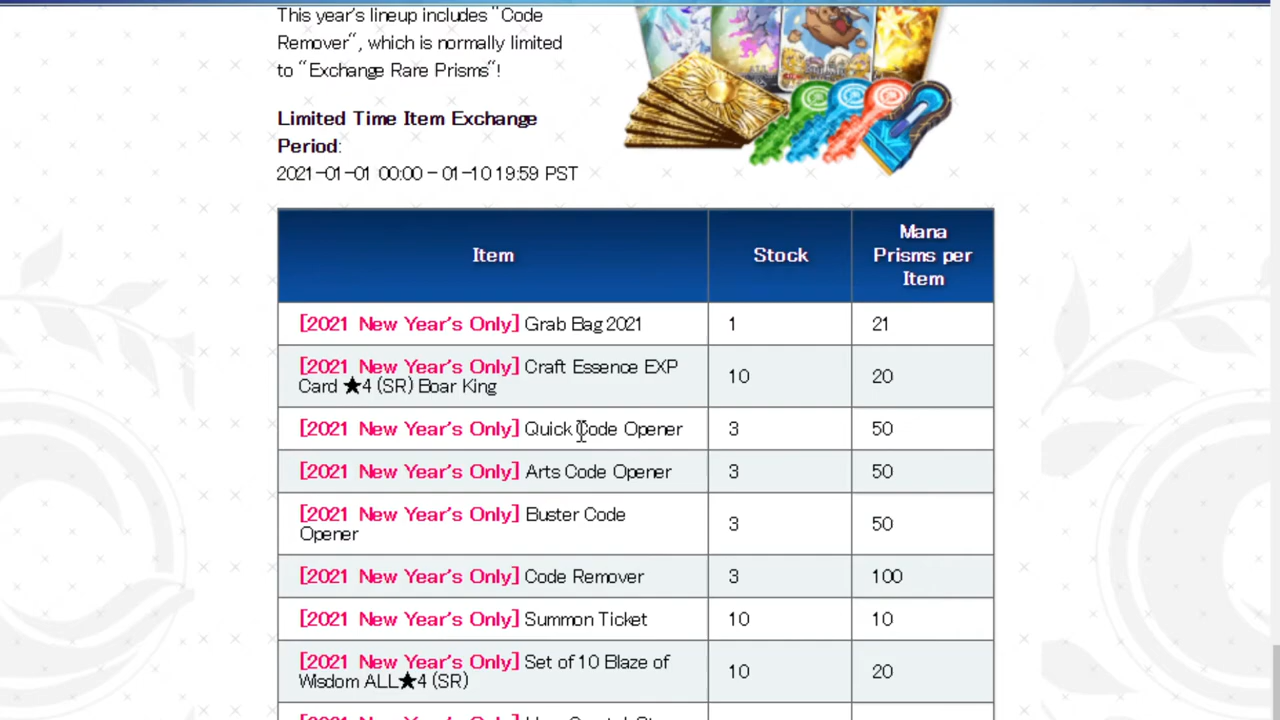 This year's lineup includes "Code
Remover", which is normally limited
to "Exchange Rare Prisms"!
Limited Time Item Exchange
Period:
2021-01-01 00:00 - 01-10 19:59 PST
Item Stock Mana Prisms per Item
[2021 New Year's Only] Grab Bag 2021 1 21
[2021 New Year's Only] Craft Essence EXP
Card ★4 (SR) Boar King 10 20
[2021 New Year's Only] Quick Code Opener 3 50
[2021 New Year's Only] Arts Code Opener 3 50
[2021 New Year's Only] Buster Code
Opener 3 50
[2021 New Year's Only] Code Remover 3 100
[2021 New Year's Only] Summon Ticket 10 10
[2021 New Year's Only] Set of 10 Blaze of
Wisdom ALL★4 (SR) 10 20